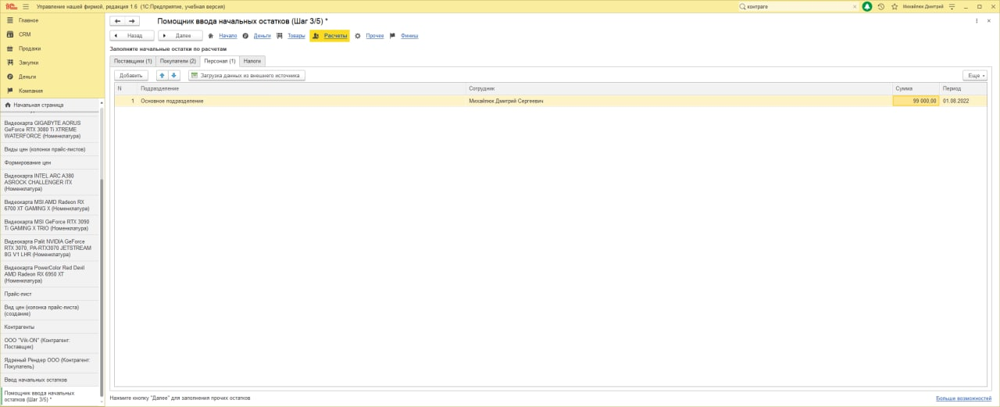 1С Управление нашей фирмой, редакция 1.6 (1С:Предприятие, учебная версия) контраге Михайлюк Дмитрий
Главное
CRM
Продажи
Закупки
Деньги
Компания
Начальная страница
Видеокарта GIGABYTE AORUS
GeForce RTX 3080 Ti XTREME
WATERFORCE (Номенклатура)
Виды цен (колонки прайс-листов)
Формирование цен
Видеокарта INTEL ARC A380
ASROCK CHALLENGER ITX
(Номенклатура)
Видеокарта MSI AMD Radeon RX
6700 XT GAMING X (Номенклатура)
Видеокарта MSI GeForce RTX 3090
Ti GAMING X TRIO (Номенклатура)
Видеокарта Palit NVIDIA GeForce
RTX 3070, PA-RTX3070 JETSTREAM
8G V1 LHR (Номенклатура)
Видеокарта PowerColor Red Devil
AMD Radeon RX 6950 XT
(Номенклатура)
Прайс-лист
Вид цен (колонка прайс-листа)
(создание)
Контрагенты
ООО "Vilt-ON" (Контрагент:
Поставщик)
Ядреный Рендер ООО (Контрагент:
Покупатель)
Ввод начальных остатков
Помощник ввода начальных
остатков (Шаг 3/5) *
Помощник ввода начальных остатков (Шаг 3/5) *
Назад Далее Начало Деньги Товары Расчеты Прочее Финиш
Заполните начальные остатки по расчетам
Поставщики (1) Покупатели (2) Персонал (1) Налоги
Добавить Загрузка данных из внешнего источника Еще
N Подразделение Сотрудник Сумма Период
1 Основное подразделение Михайлюк Дмитрий Сергеевич 99 000,00 01.08.2022
Нажмите кнопку "Далее" для заполнения прочих остатков Больше возможностей